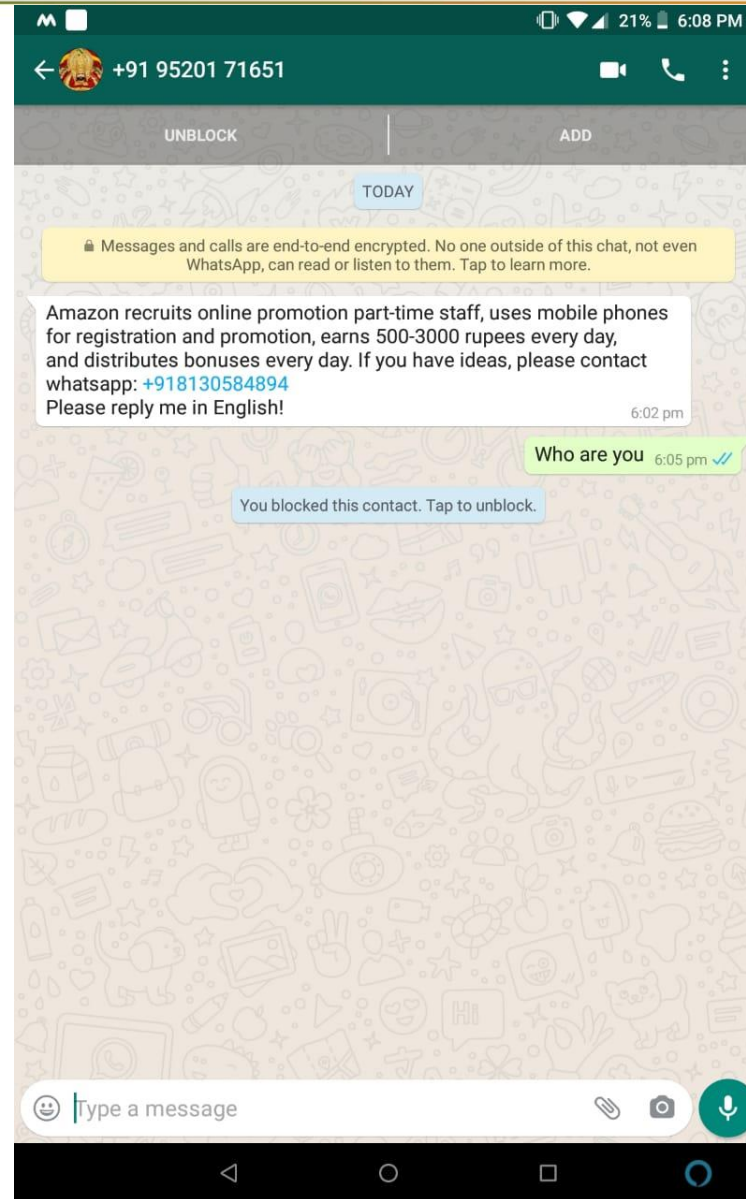 21% 6:08 PM
+91 95201 71651
UNBLOCK
ADD
TODAY
Messages and calls are end-to-end encrypted. No one outside of this chat, not even
WhatsApp, can read or listen to them. Tap to learn more.
Amazon recruits online promotion part-time staff, uses mobile phones
for registration and promotion, earns 500-3000 rupees every day,
and distributes bonuses every day. If you have ideas, please contact
whatsapp: +918130584894
Please reply me in English!
6:02 pm
Who are you 6:05 pm
You blocked this contact. Tap to unblock.
Hi
Type a message